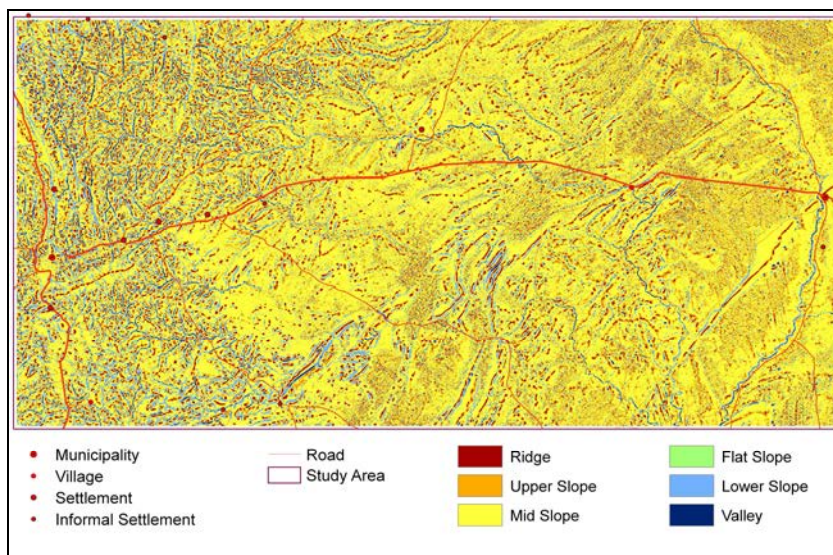 Municipality
Village
Settlement
Informal Settlement
Road
Study Area
Ridge
Upper Slope
Mid Slope
Flat Slope
Lower Slope
Valley